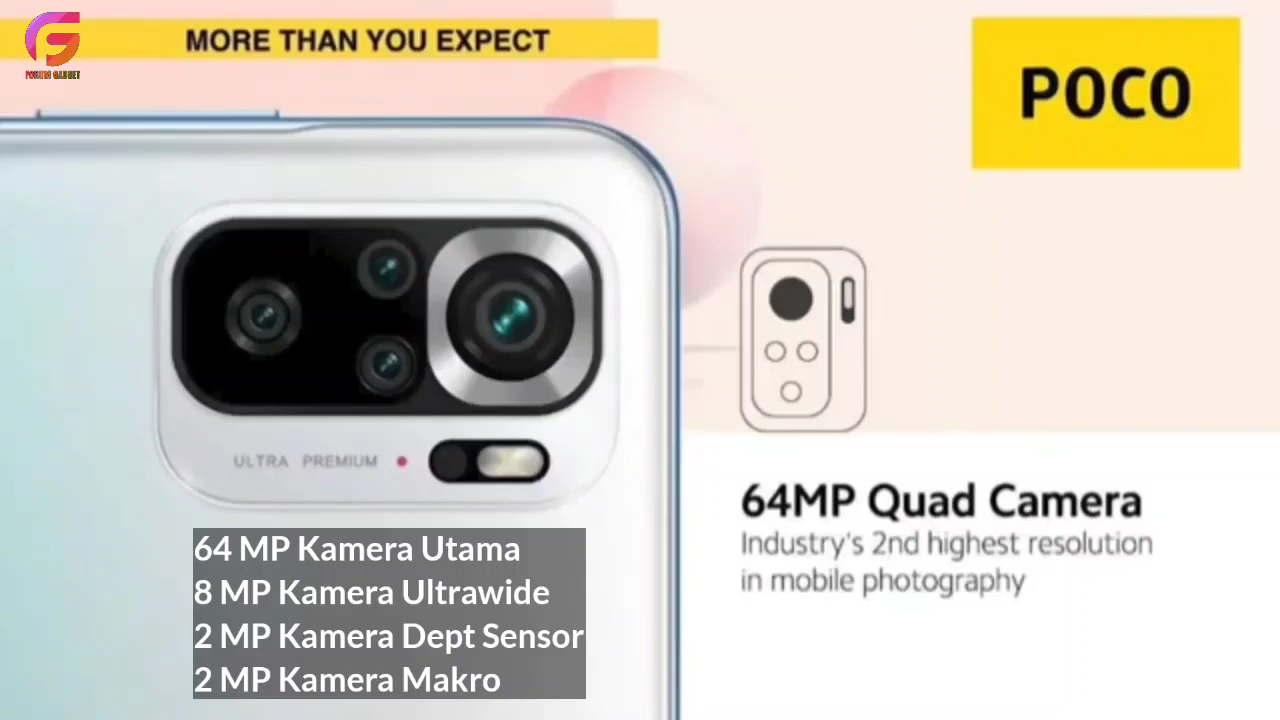 MORE THAN YOU EXPECT
POCO
ULTRA PREMIUM
64MP Quad Camera
Industry's 2nd highest resolution
in mobile photography
64 MP Kamera Utama
8 MP Kamera Ultrawide
2 MP Kamera Dept Sensor
2 MP Kamera Makro